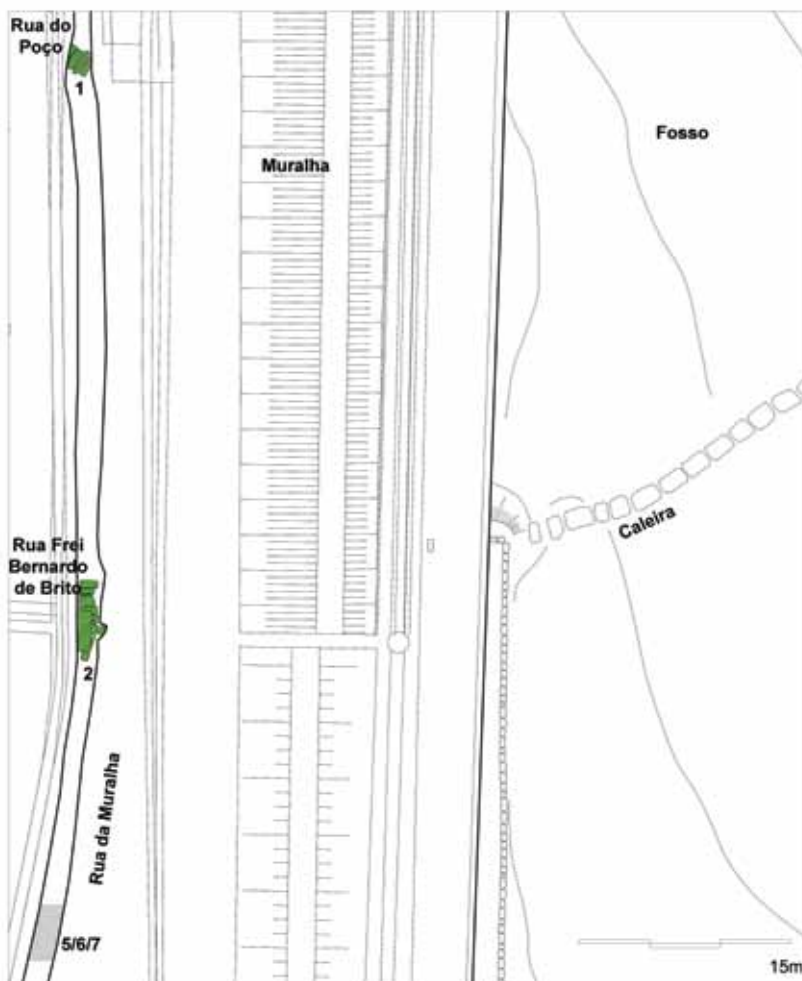 Rua do
Poço
1
Muralha
Fosso
Caleira
Rua Frei
Bernardo
de Brito
2
Rua da Muralha
5/6/7
15m